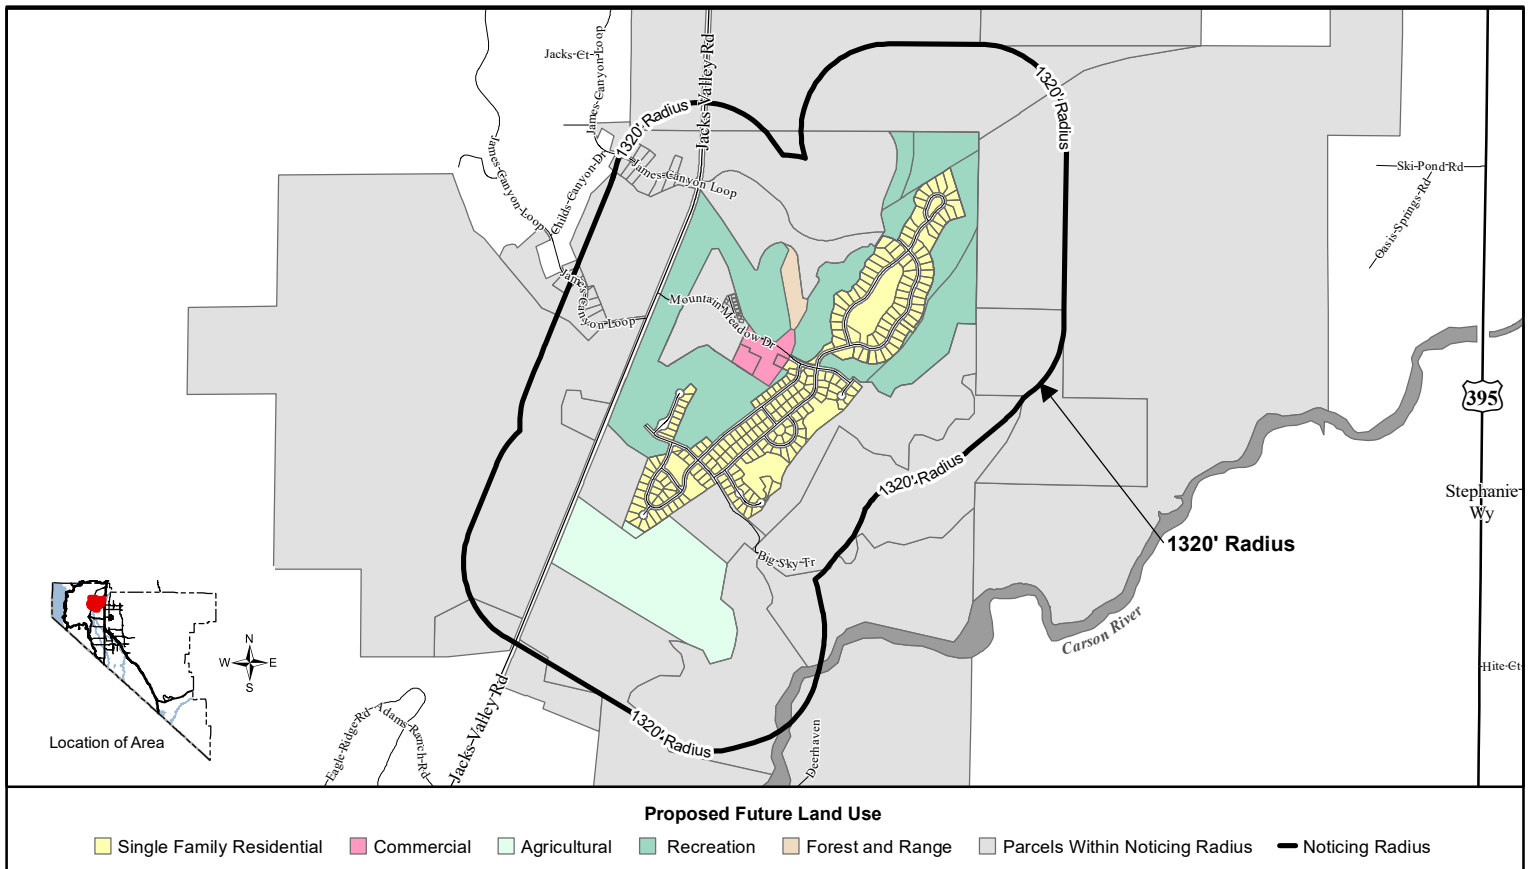 Jacks Ct
James Canyon Loop
Jacks Valley Rd
1320' Radius
1320' Radius
James Canyon Loop
Childs Canyon Dr
James Canyon Loop
Ski Pond Rd
Oasis Springs Rd
James Canyon Loop
Mountain Meadow Dr
395
1320' Radius
Stephanie
Wy
1320' Radius
Big Sky Tr
Carson River
Hite Ct
N
W E
S
Location of Area
Eagle Ridge Rd
Adams Ranch Rd
Jacks Valley Rd
1320' Radius
Deerhaven
Proposed Future Land Use
Single Family Residential Commercial Agricultural Recreation Forest and Range Parcels Within Noticing Radius Noticing Radius